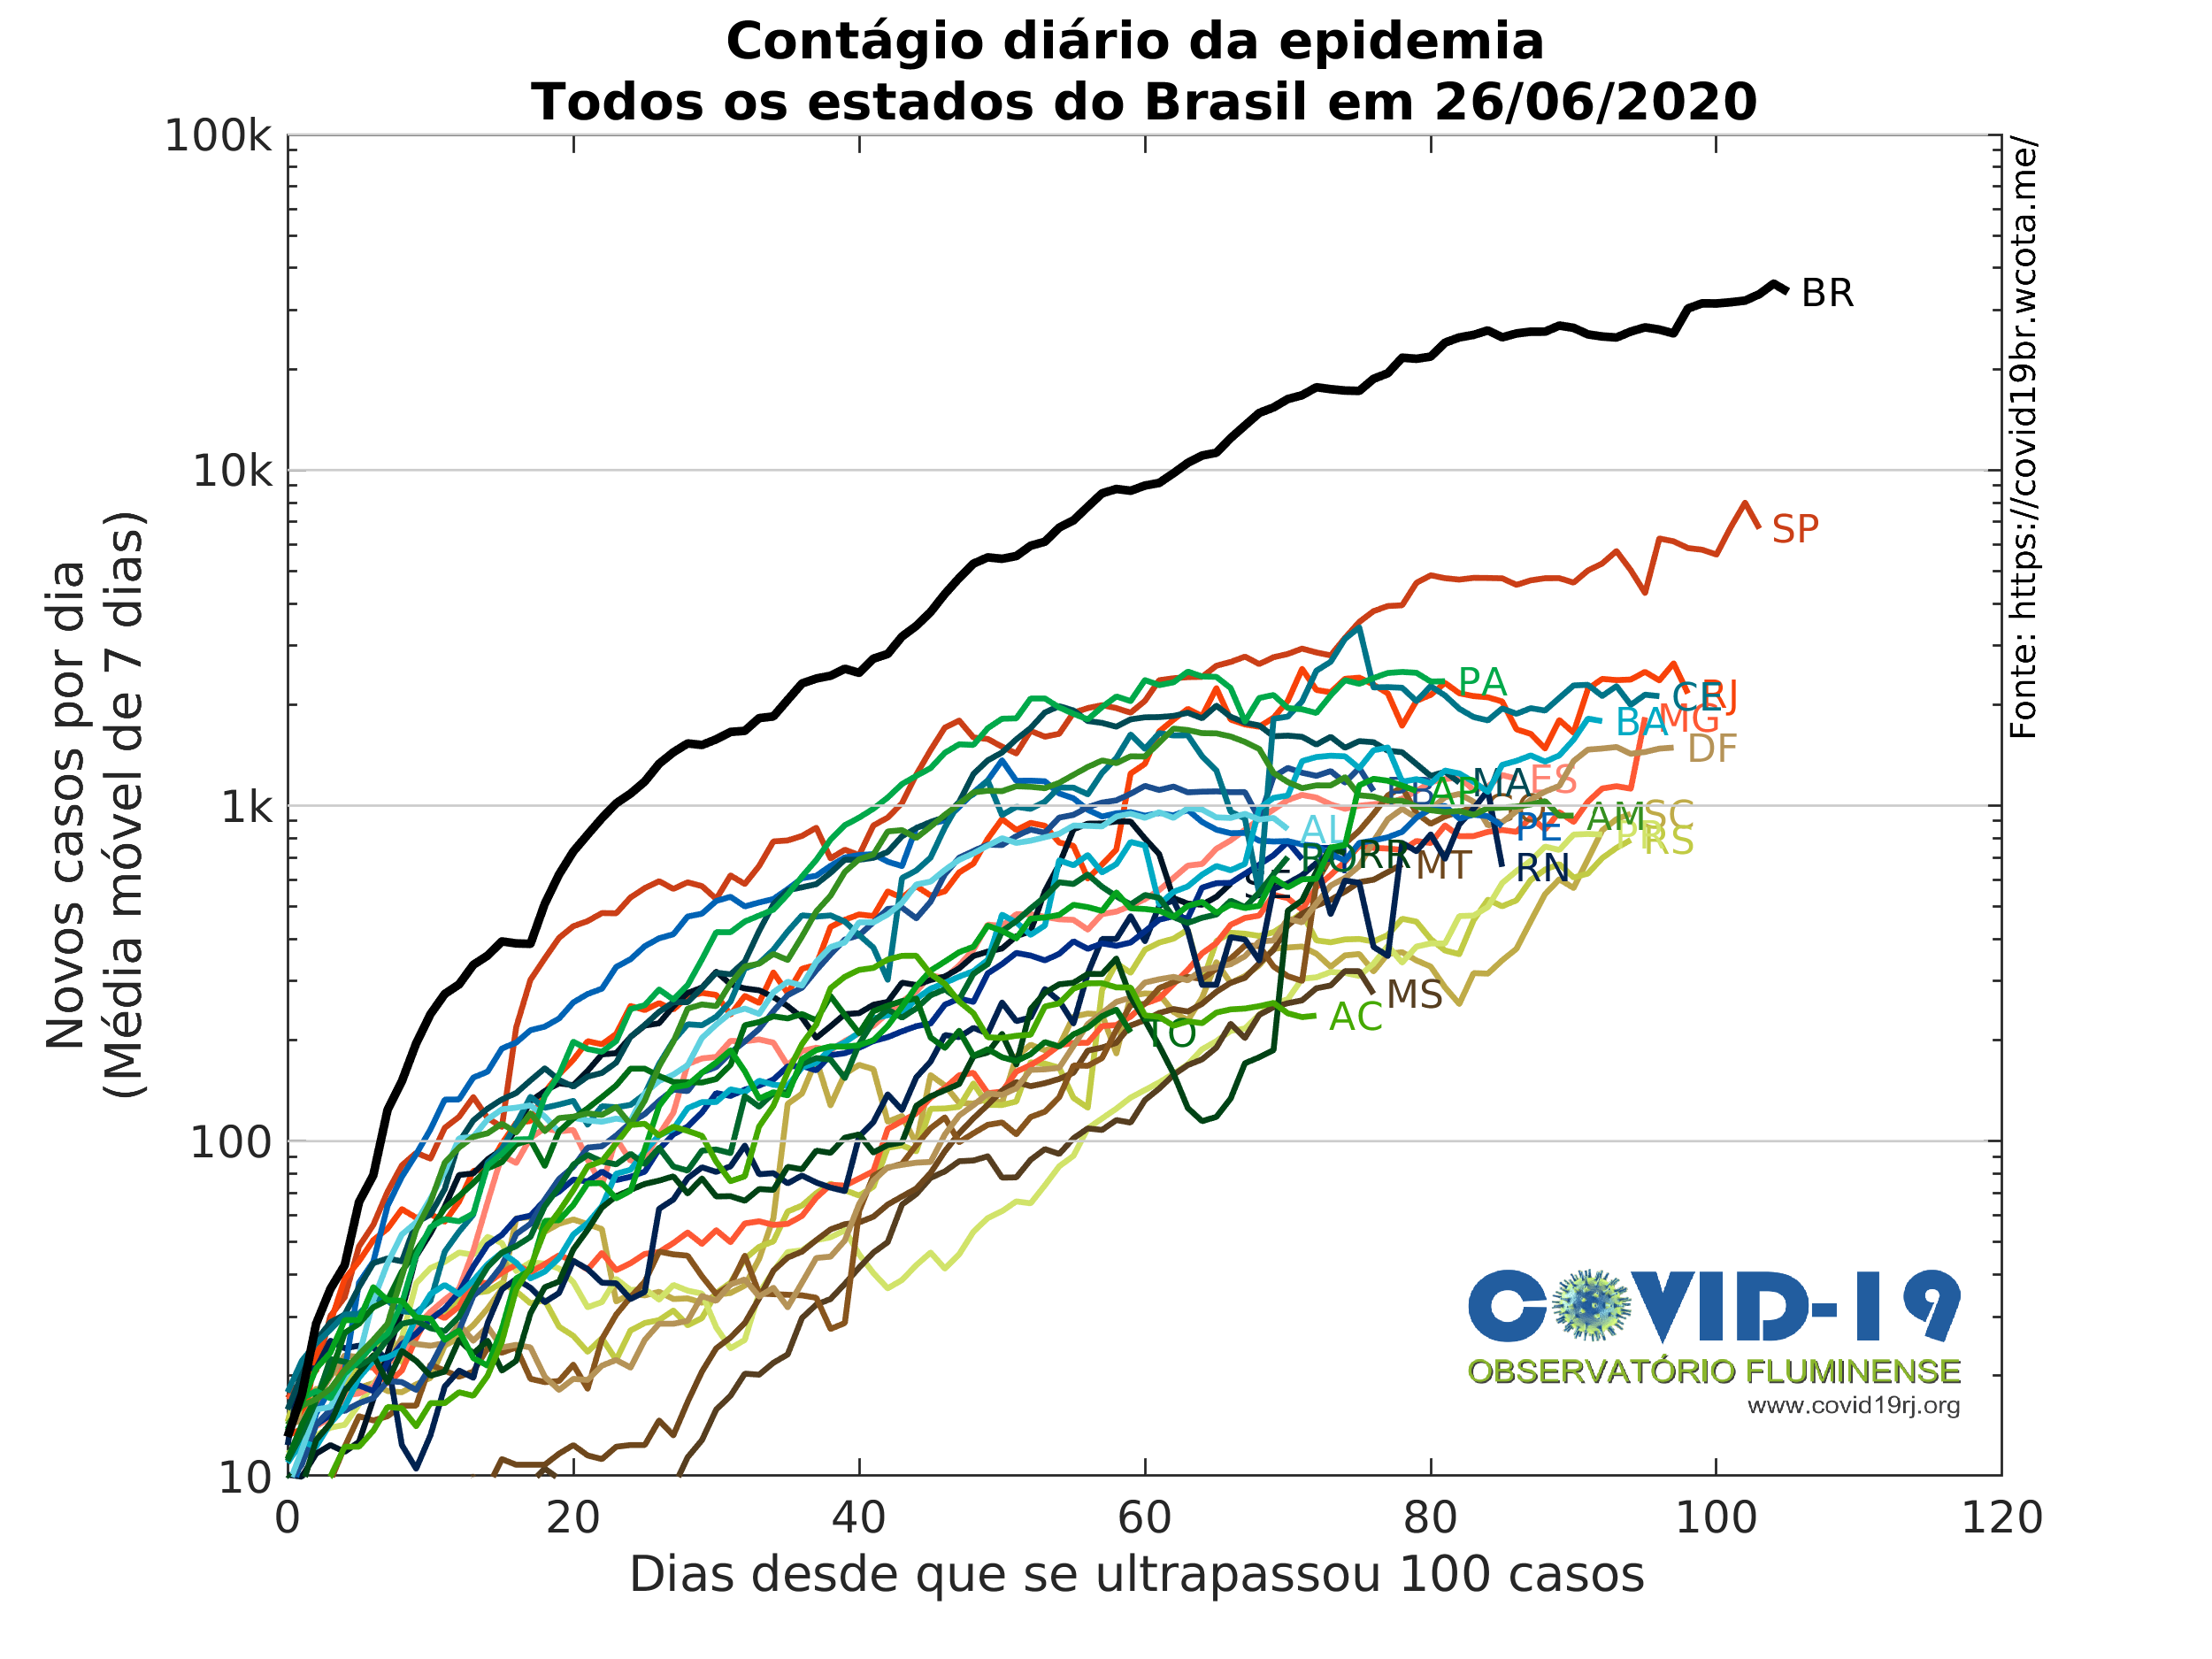 Contágio diário da epidemia
Todos os estados do Brasil em 26/06/2020
100k
10k
1k
100
10
Novos casos por dia
(Média móvel de 7 dias)
0
20
40
60
80
100
120
Dias desde que se ultrapassou 100 casos
Fonte: https://covid19br.wcota.me/
BR
SP
PA
CE
RJ
BA
MG
DF
MA
ES
AP
PB
GO
AM
SC
AL
PE
PR
RS
RO
RR
MT
RN
SE
MS
AC
TO
COVID-19
OBSERVATÓRIO FLUMINENSE
www.covid19rj.org